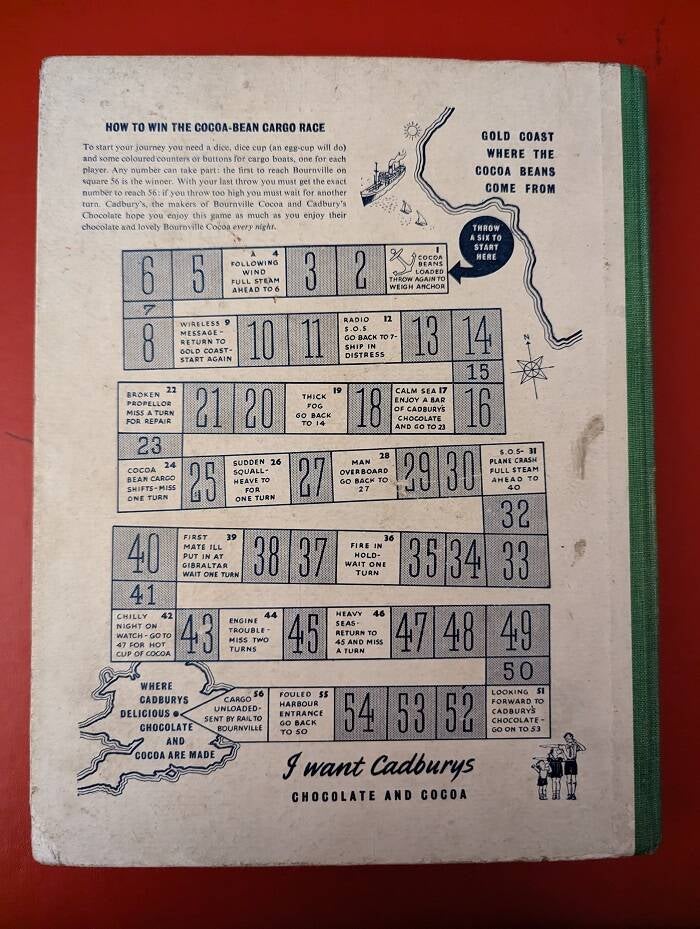 HOW TO WIN THE COCOA-BEAN CARGO RACE
To start your journey you need a dice, dice cup (an egg-cup will do)
and some coloured counters or buttons for cargo boats, one for each
player. Any number can take part: the first to reach Bournville on
square 56 is the winner. With your last throw you must get the exact
number to reach 56: if you throw too high you must wait for another
turn. Cadbury's, the makers of Bournville Cocoa and Cadbury's
Chocolate hope you enjoy this game as much as you enjoy their
chocolate and lovely Bournville Cocoa every night.
GOLD COAST
WHERE THE
COCOA BEANS
COME FROM
THROW
A SIX TO
START
HERE
6
5
A 4
FOLLOWING
WIND
FULL STEAM
AHEAD TO 6
3
2
1
COCOA
BEANS
LOADED
THROW AGAIN TO
WEIGH ANCHOR
7
8
WIRELESS 9
MESSAGE-
RETURN TO
GOLD COAST-
START AGAIN
10
11
RADIO 12
S.O.S
GO BACK TO 7-
SHIP IN
DISTRESS
13
14
N
15
BROKEN 22
PROPELLOR
MISS A TURN
FOR REPAIR
21
20
19
THICK
FOG
GO BACK
TO 14
18
CALM SEA 17
ENJOY A BAR
OF CADBURY'S
CHOCOLATE
AND GO TO 23
16
23
COCOA 24
BEAN CARGO
SHIFTS-MISS
ONE TURN
25
SUDDEN 26
SQUALL-
HEAVE TO
FOR
ONE TURN
27
28
MAN
OVERBOARD
GO BACK TO
27
29
30
S.O.S- 31
PLANE CRASH
FULL STEAM
AHEAD TO
40
32
40
FIRST 39
MATE ILL
PUT IN AT
GIBRALTAR
WAIT ONE TURN
38
37
36
FIRE IN
HOLD-
WAIT ONE
TURN
35
34
33
41
CHILLY 42
NIGHT ON
WATCH-GO TO
47 FOR HOT
CUP OF COCOA
43
44
ENGINE
TROUBLE-
MISS TWO
TURNS
45
HEAVY 46
SEAS-
RETURN TO
45 AND MISS
A TURN
47
48
49
50
WHERE
CADBURYS
DELICIOUS
CHOCOLATE
AND
COCOA ARE MADE
56
CARGO
UNLOADED-
SENT BY RAIL TO
BOURNVILLE
FOULED 55
HARBOUR
ENTRANCE
GO BACK
TO 50
54
53
52
LOOKING 51
FORWARD TO
CADBURY'S
CHOCOLATE-
GO ON TO 53
I want Cadburys
CHOCOLATE AND COCOA